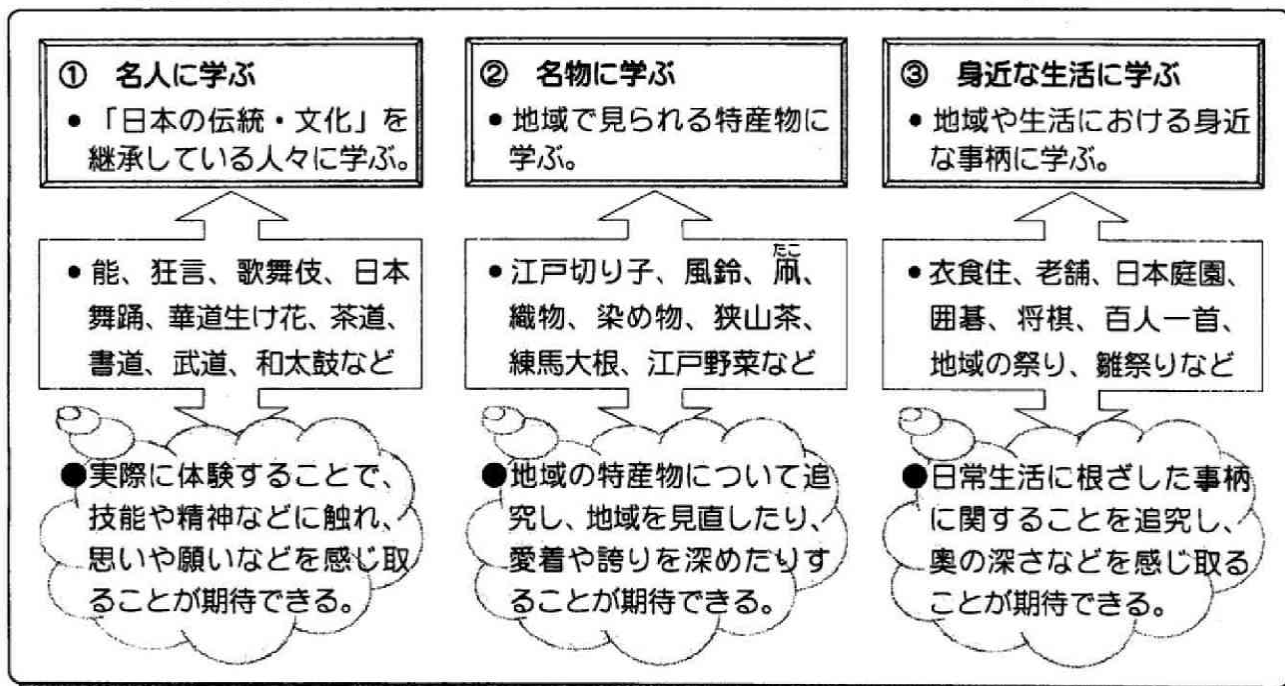 ① 名人に学ぶ
• 「日本の伝統・文化」を
継承している人々に学ぶ。
• 能、狂言、歌舞伎、日本
舞踊、華道生け花、茶道、
書道、武道、和太鼓など
●実際に体験することで、
技能や精神などに触れ、
思いや願いなどを感じ取
ることが期待できる。
② 名物に学ぶ
• 地域で見られる特産物に
学ぶ。
たこ
• 江戸切り子、風鈴、凧、
織物、染め物、狭山茶、
練馬大根、江戸野菜など
●地域の特産物について追
究し、地域を見直したり、
愛着や誇りを深めたりす
ることが期待できる。
③ 身近な生活に学ぶ
• 地域や生活における身近
な事柄に学ぶ。
• 衣食住、老舗、日本庭園、
囲碁、将棋、百人一首、
地域の祭り、雛祭りなど
●日常生活に根ざした事柄
に関することを追究し、
奥の深さなどを感じ取る
ことが期待できる。